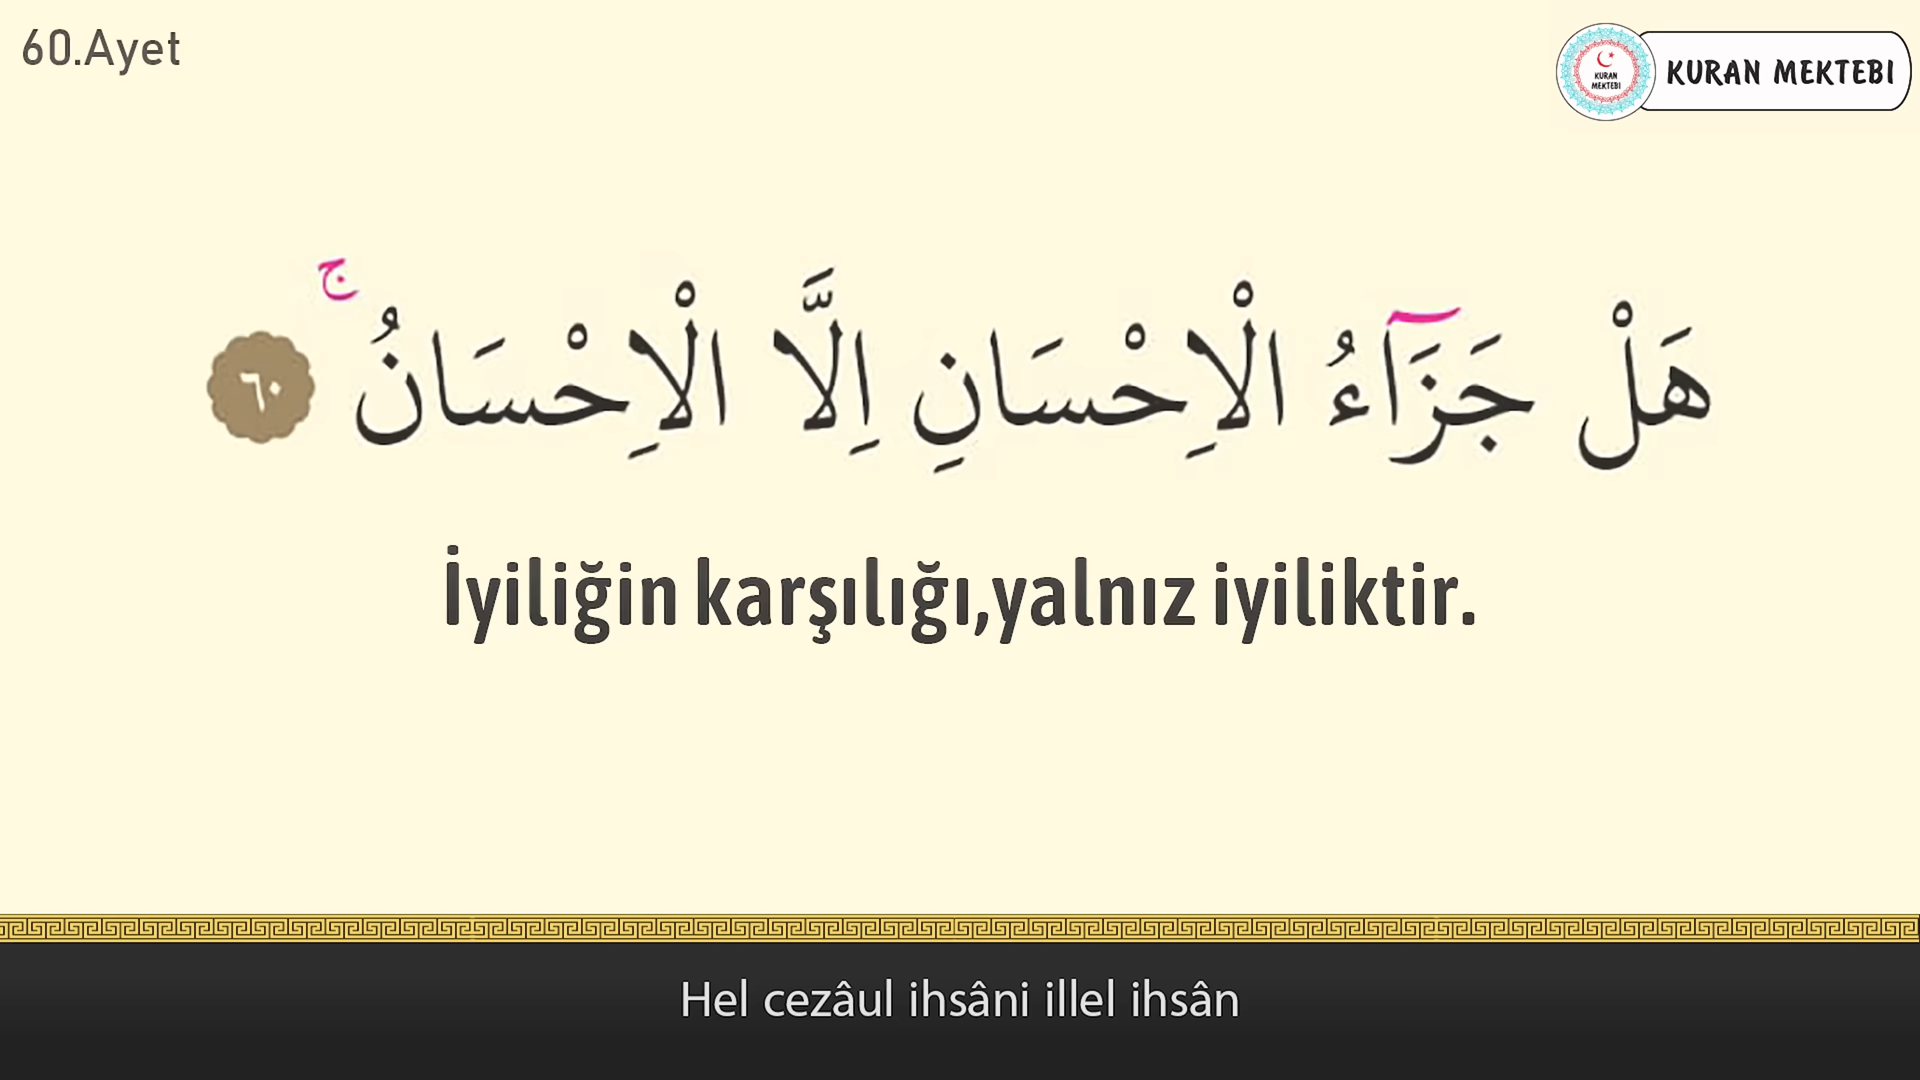 60.Ayet
KURAN
MEKTEBI
KURAN MEKTEBI
هَلْ جَزَٓاءُ الْاِحْسَانِ اِلَّا الْاِحْسَانُۚ ٦٠
İyiliğin karşılığı,yalnız iyiliktir.
Hel cezâul ihsâni illel ihsân